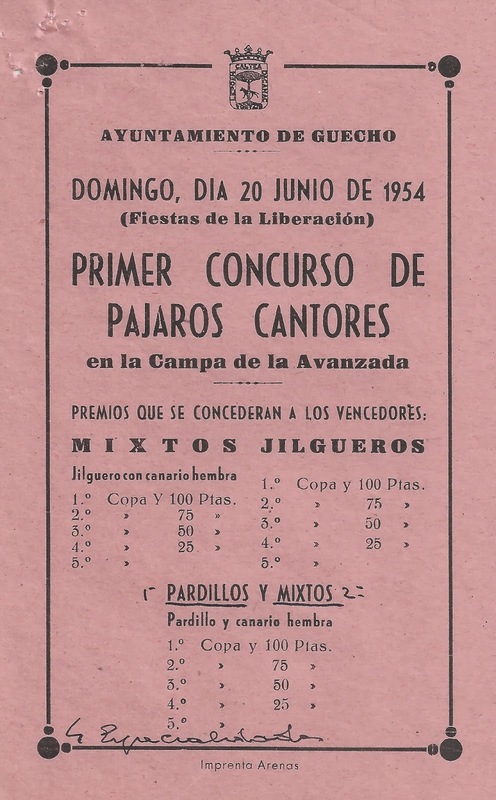 AYUNTAMIENTO DE GUECHO
DOMINGO, DIA 20 JUNIO DE 1954
(Fiestas de la Liberación)
PRIMER CONCURSO DE
PAJAROS CANTORES
en la Campa de la Avanzada
PREMIOS QUE SE CONCEDERAN A LOS VENCEDORES:
MIXTOS JILGUEROS
Jilguero con canario hembra
1.º Copa Y 100 Ptas.
2.º » 75 »
3.º » 50 »
4.º » 25 »
5.º »
1.º Copa y 100 Ptas.
2.º » 75 »
3.º » 50 »
4.º » 25 »
5.º »
1- PARDILLOS Y MIXTOS 2=
Pardillo y canario hembra
1.º Copa y 100 Ptas.
2.º » 75 »
3.º » 50 »
4.º » 25 »
5.º »
4 Especialidades
Imprenta Arenas